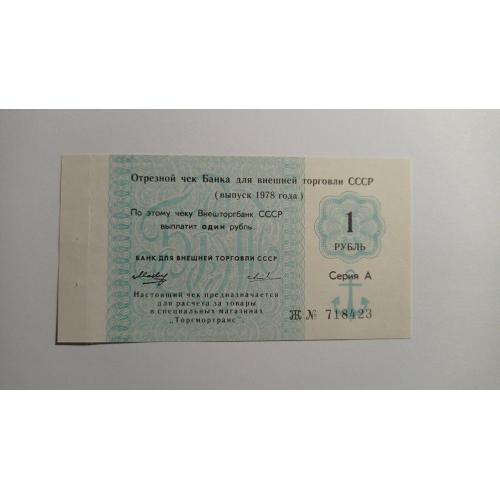 Отрезной чек Банка для внешней торговли СССР
(выпуск 1978 года)
По этому чеку Внешторгбанк СССР
выплатит один рубль
1
РУБЛЬ
БАНК ДЛЯ ВНЕШНЕЙ ТОРГОВЛИ СССР
Серия А
Настоящий чек предназначается
для расчета за товары
в специальных магазинах
„Торгмортранс".
Ж № 718423